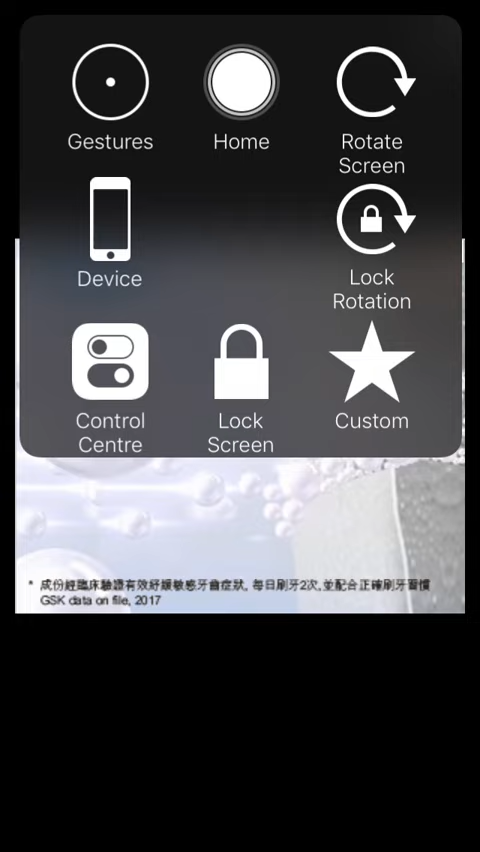 Gestures
Home
Rotate
Screen
Device
Lock
Rotation
Control
Centre
Lock
Screen
Custom
* 成份經臨床驗證有效紓緩敏感牙齒症狀, 每日刷牙2次,並配合正確刷牙習慣
GSK data on file, 2017